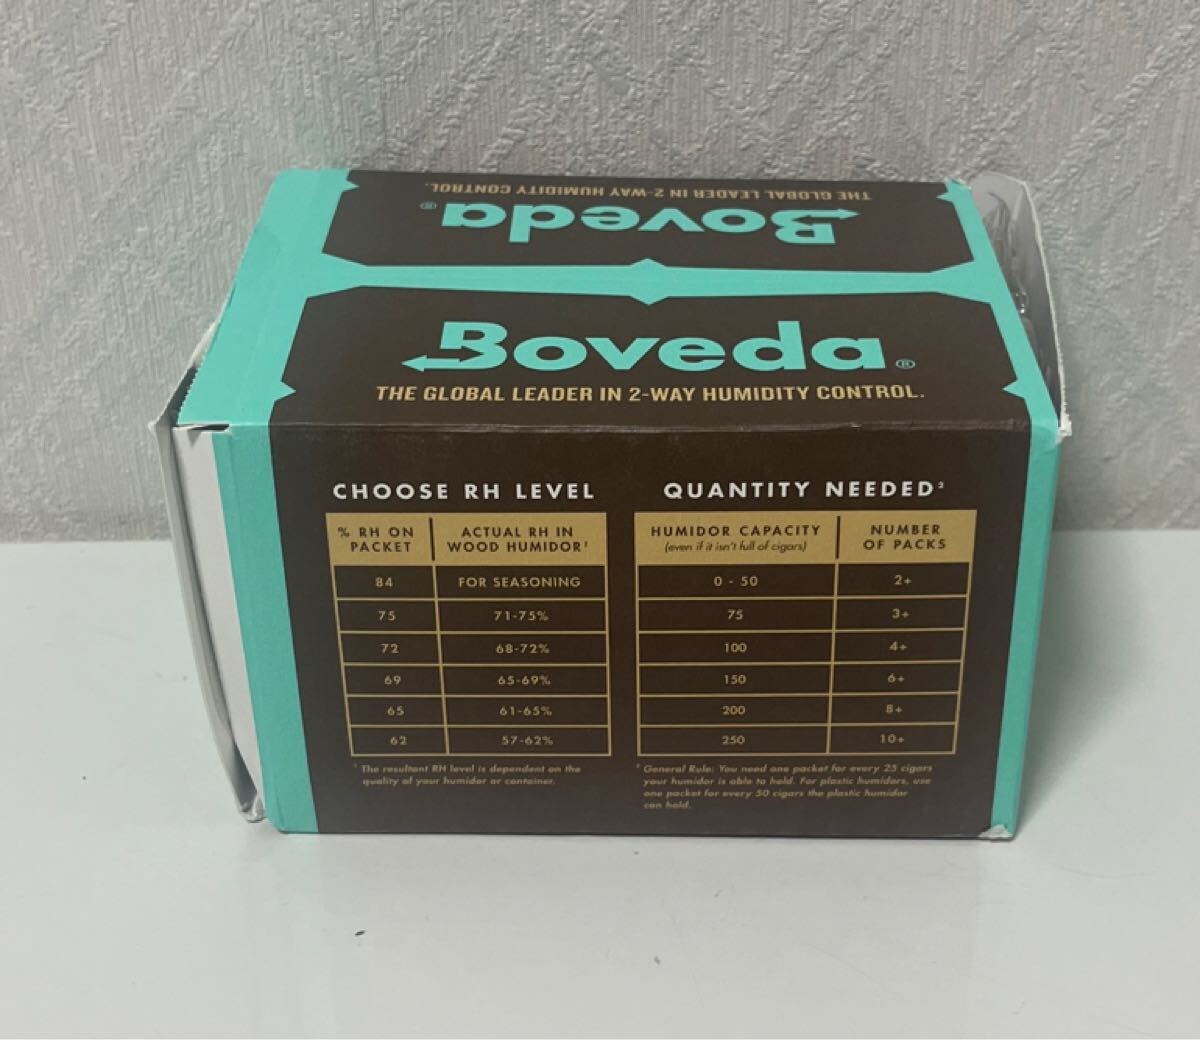 THE GLOBAL LEADER IN 2-WAY HUMIDITY CONTROL.
Boveda®
Boveda®
THE GLOBAL LEADER IN 2-WAY HUMIDITY CONTROL.
CHOOSE RH LEVEL
% RH ON PACKET | ACTUAL RH IN WOOD HUMIDOR¹
84 FOR SEASONING
75 71-75%
72 68-72%
69 65-69%
65 61-65%
62 57-62%
¹ The resultant RH level is dependent on the
quality of your humidor or container.
QUANTITY NEEDED²
HUMIDOR CAPACITY (even if it isn't full of cigars) | NUMBER OF PACKS
0 - 50 2+
75 3+
100 4+
150 6+
200 8+
250 10+
² General Rule: You need one packet for every 25 cigars
your humidor is able to hold. For plastic humidors, use
one packet for every 50 cigars the plastic humidor
can hold.